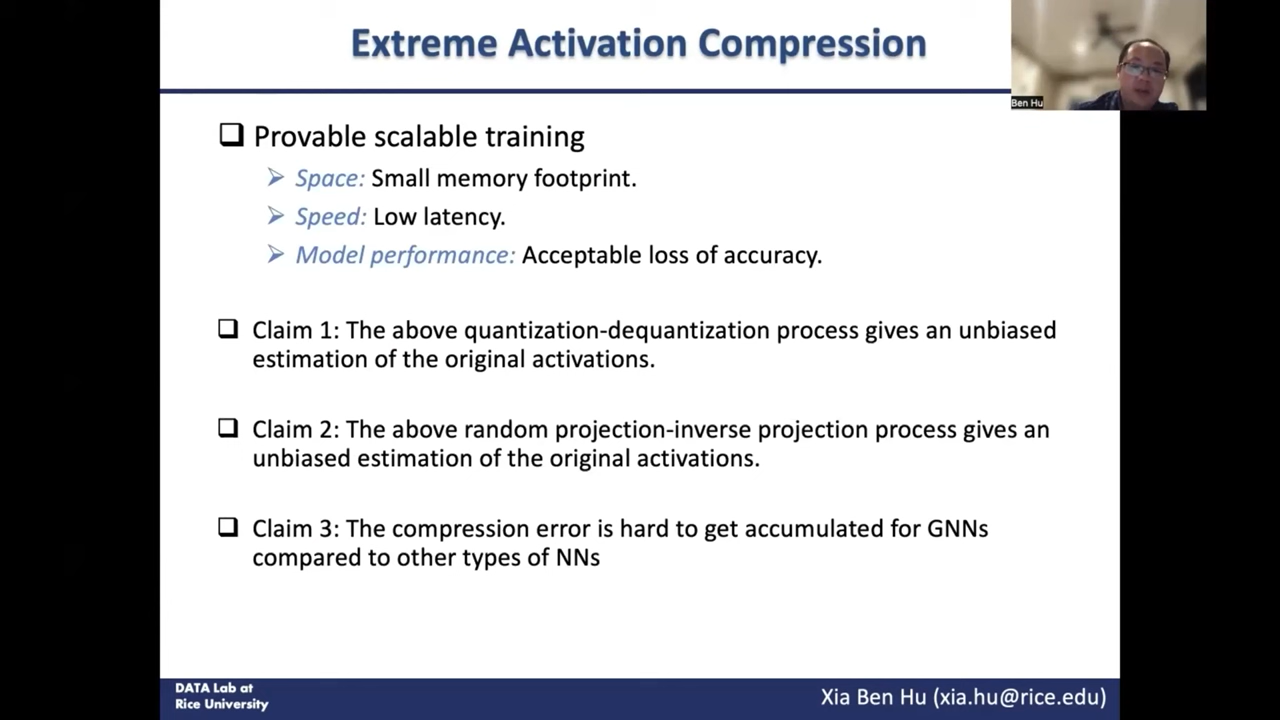 Extreme Activation Compression
Ben Hu
Provable scalable training
Space: Small memory footprint.
Speed: Low latency.
Model performance: Acceptable loss of accuracy.
Claim 1: The above quantization-dequantization process gives an unbiased
estimation of the original activations.
Claim 2: The above random projection-inverse projection process gives an
unbiased estimation of the original activations.
Claim 3: The compression error is hard to get accumulated for GNNs
compared to other types of NNs
DATA Lab at
Rice University
Xia Ben Hu (xia.hu@rice.edu)